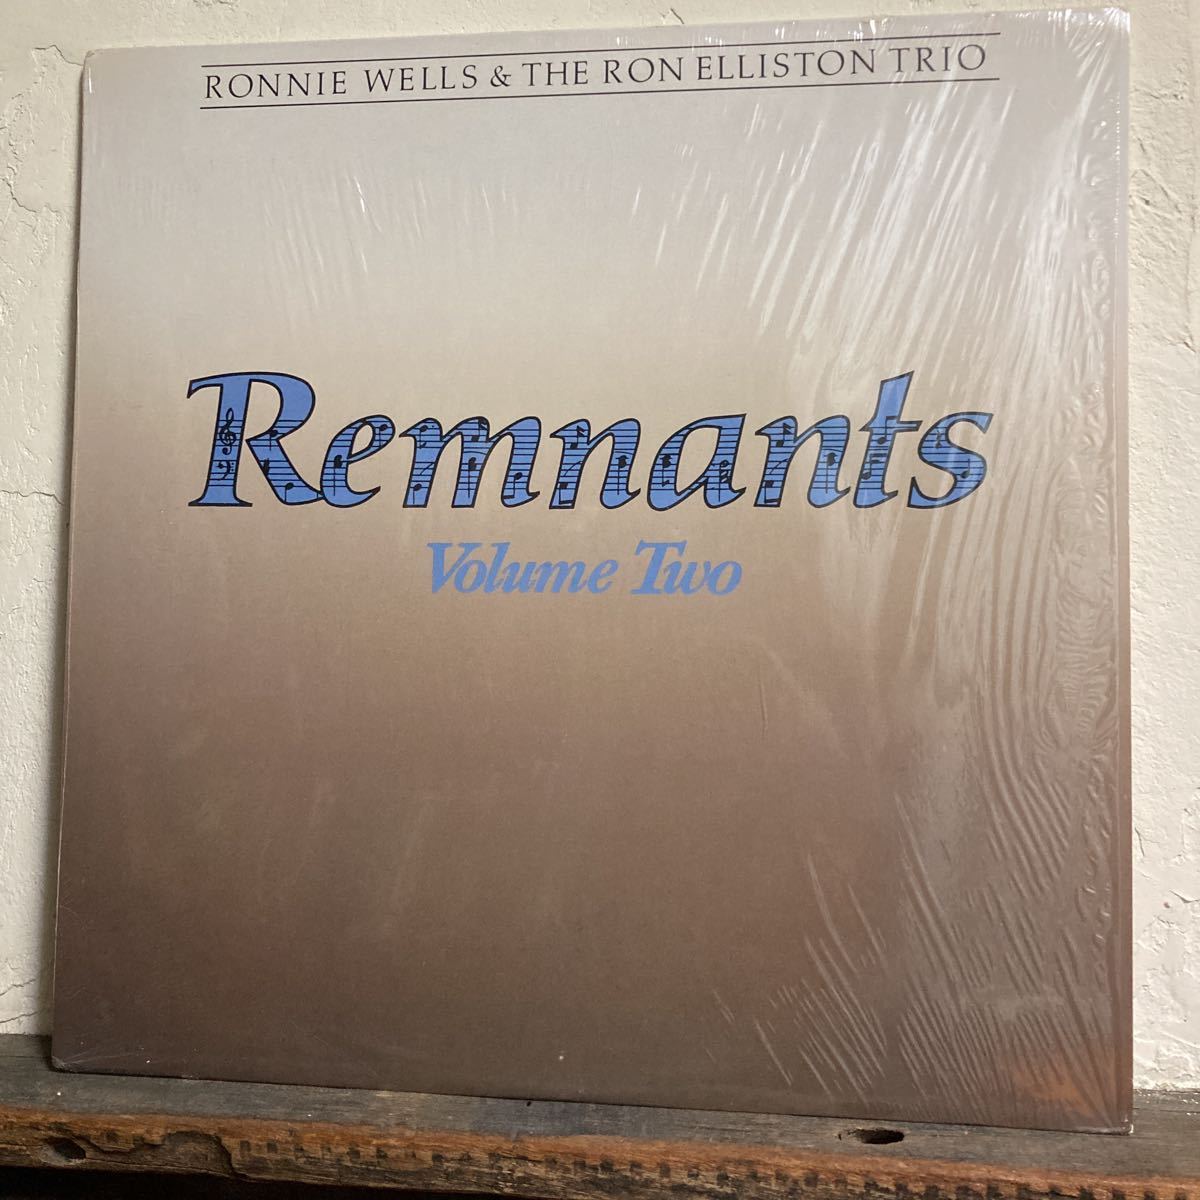 RONNIE WELLS & THE RON ELLISTON TRIO
Remnants
Volume Two